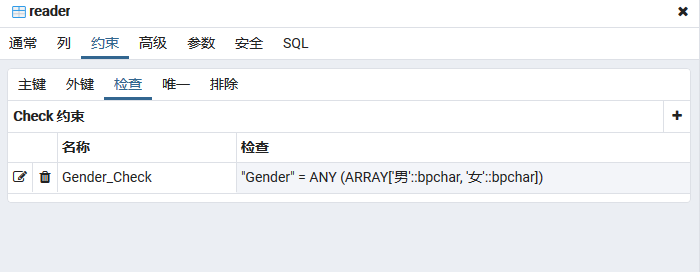 reader
通常 列 约束 高级 参数 安全 SQL
主键 外键 检查 唯一 排除
Check 约束
名称 检查
Gender_Check "Gender" = ANY (ARRAY['男'::bpchar, '女'::bpchar])